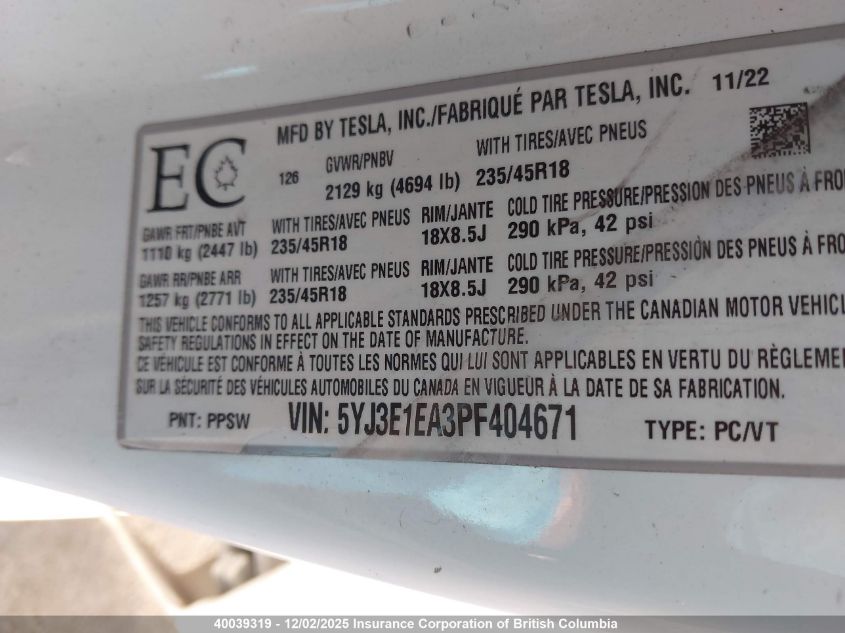 MFD BY TESLA, INC./FABRIQUÉ PAR TESLA, INC. 11/22
EC
126
GVWR/PNBV
2129 kg (4694 lb)
WITH TIRES/AVEC PNEUS
235/45R18
GAWR FRT/PNBE AVT
1110 kg (2447 lb)
WITH TIRES/AVEC PNEUS
235/45R18
RIM/JANTE
18X8.5J
COLD TIRE PRESSURE/PRESSION DES PNEUS À FRO
290 kPa, 42 psi
GAWR RR/PNBE ARR
1257 kg (2771 lb)
WITH TIRES/AVEC PNEUS
235/45R18
RIM/JANTE
18X8.5J
COLD TIRE PRESSURE/PRESSION DES PNEUS À FRO
290 kPa, 42 psi
THIS VEHICLE CONFORMS TO ALL APPLICABLE STANDARDS PRESCRIBED UNDER THE CANADIAN MOTOR VEHICL
SAFETY REGULATIONS IN EFFECT ON THE DATE OF MANUFACTURE.
CE VÉHICULE EST CONFORME À TOUTES LES NORMES QUI LUI SONT APPLICABLES EN VERTU DU RÈGLEME
SUR LA SÉCURITÉ DES VÉHICULES AUTOMOBILES DU CANADA EN VIGUEUR À LA DATE DE SA FABRICATION.
PNT: PPSW
VIN: 5YJ3E1EA3PF404671
TYPE: PC/VT
40039319 - 12/02/2025 Insurance Corporation of British Columbia